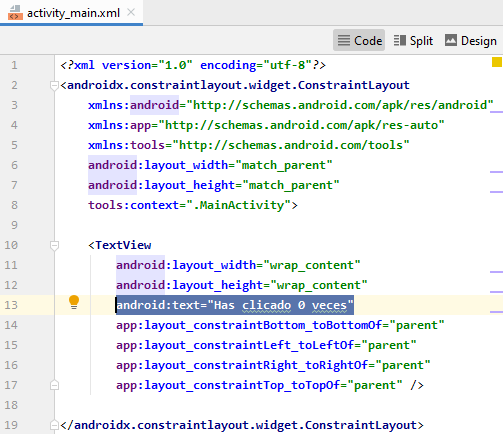 activity_main.xml
Code Split Design
1 <?xml version="1.0" encoding="utf-8"?>
2 <androidx.constraintlayout.widget.ConstraintLayout
3 xmlns:android="http://schemas.android.com/apk/res/android"
4 xmlns:app="http://schemas.android.com/apk/res-auto"
5 xmlns:tools="http://schemas.android.com/tools"
6 android:layout_width="match_parent"
7 android:layout_height="match_parent"
8 tools:context=".MainActivity">
9
10 <TextView
11 android:layout_width="wrap_content"
12 android:layout_height="wrap_content"
13 android:text="Has clicado 0 veces"
14 app:layout_constraintBottom_toBottomOf="parent"
15 app:layout_constraintLeft_toLeftOf="parent"
16 app:layout_constraintRight_toRightOf="parent"
17 app:layout_constraintTop_toTopOf="parent" />
18
19 </androidx.constraintlayout.widget.ConstraintLayout>